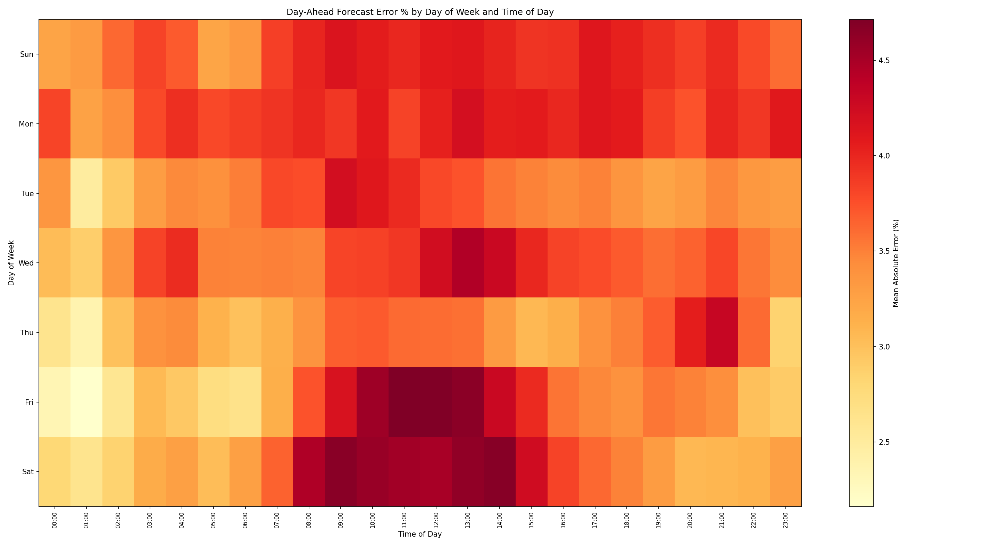 Day-Ahead Forecast Error % by Day of Week and Time of Day
Day of Week
Sun
Mon
Tue
Wed
Thu
Fri
Sat
00:00 01:00 02:00 03:00 04:00 05:00 06:00 07:00 08:00 09:00 10:00 11:00 12:00 13:00 14:00 15:00 16:00 17:00 18:00 19:00 20:00 21:00 22:00 23:00
Time of Day
4.5
4.0
3.5
3.0
2.5
Mean Absolute Error (%)